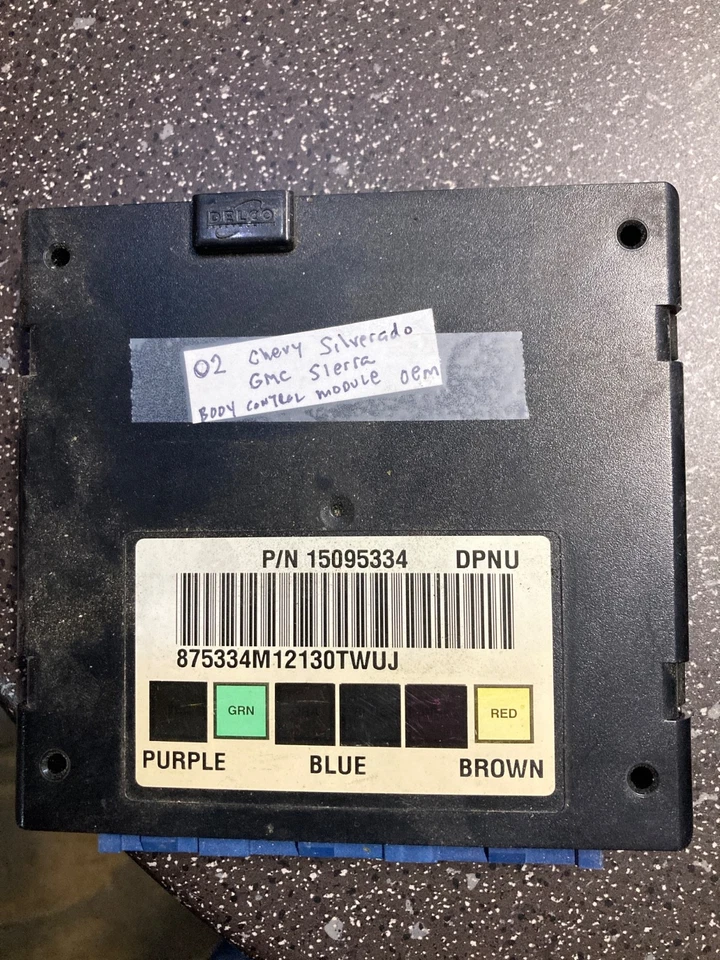 DELCO
02 Chevy Silverado
GMC Sierra
BODY CONTROL MODULE OEM
P/N 15095334 DPNU
875334M12130TWUJ
GRN RED
PURPLE BLUE BROWN